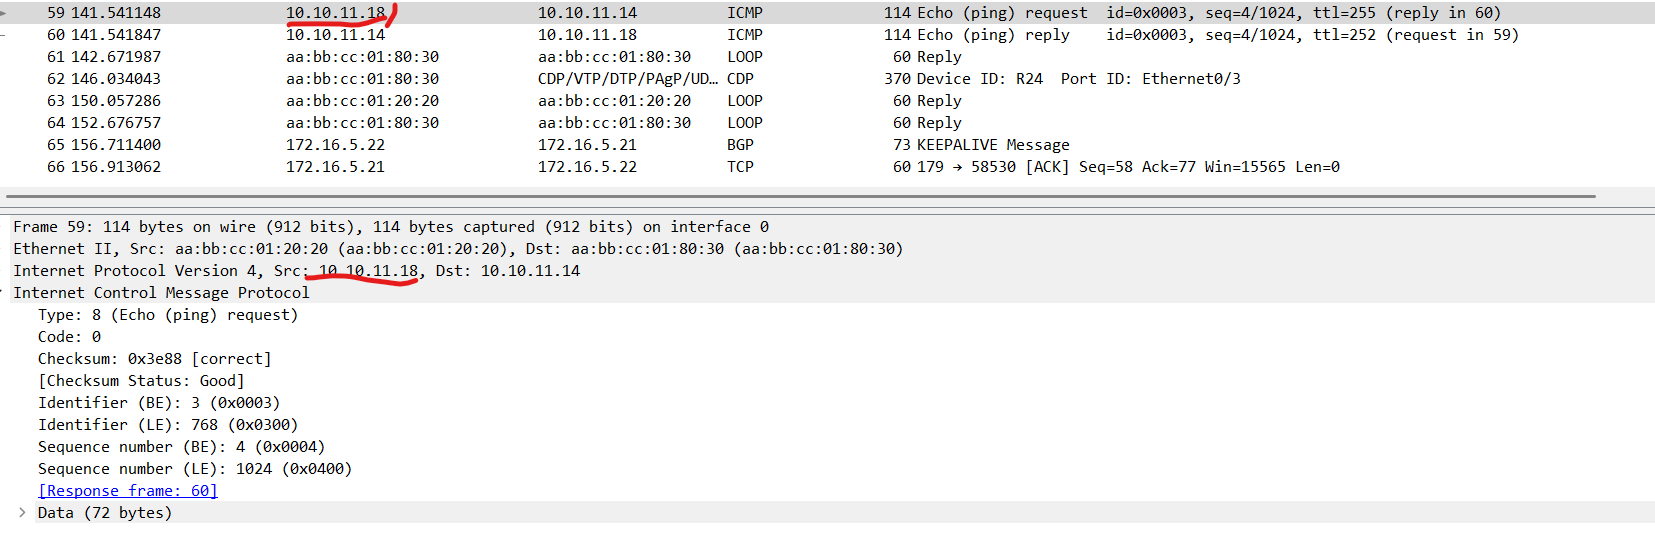 59 141.541148 10.10.11.18 10.10.11.14 ICMP 114 Echo (ping) request id=0x0003, seq=4/1024, ttl=255 (reply in 60)
60 141.541847 10.10.11.14 10.10.11.18 ICMP 114 Echo (ping) reply id=0x0003, seq=4/1024, ttl=252 (request in 59)
61 142.671987 aa:bb:cc:01:80:30 aa:bb:cc:01:80:30 LOOP 60 Reply
62 146.034043 aa:bb:cc:01:80:30 CDP/VTP/DTP/PAgP/UD… CDP 370 Device ID: R24 Port ID: Ethernet0/3
63 150.057286 aa:bb:cc:01:20:20 aa:bb:cc:01:20:20 LOOP 60 Reply
64 152.676757 aa:bb:cc:01:80:30 aa:bb:cc:01:80:30 LOOP 60 Reply
65 156.711400 172.16.5.22 172.16.5.21 BGP 73 KEEPALIVE Message
66 156.913062 172.16.5.21 172.16.5.22 TCP 60 179 → 58530 [ACK] Seq=58 Ack=77 Win=15565 Len=0
Frame 59: 114 bytes on wire (912 bits), 114 bytes captured (912 bits) on interface 0
Ethernet II, Src: aa:bb:cc:01:20:20 (aa:bb:cc:01:20:20), Dst: aa:bb:cc:01:80:30 (aa:bb:cc:01:80:30)
Internet Protocol Version 4, Src: 10.10.11.18, Dst: 10.10.11.14
Internet Control Message Protocol
Type: 8 (Echo (ping) request)
Code: 0
Checksum: 0x3e88 [correct]
[Checksum Status: Good]
Identifier (BE): 3 (0x0003)
Identifier (LE): 768 (0x0300)
Sequence number (BE): 4 (0x0004)
Sequence number (LE): 1024 (0x0400)
[Response frame: 60]
Data (72 bytes)